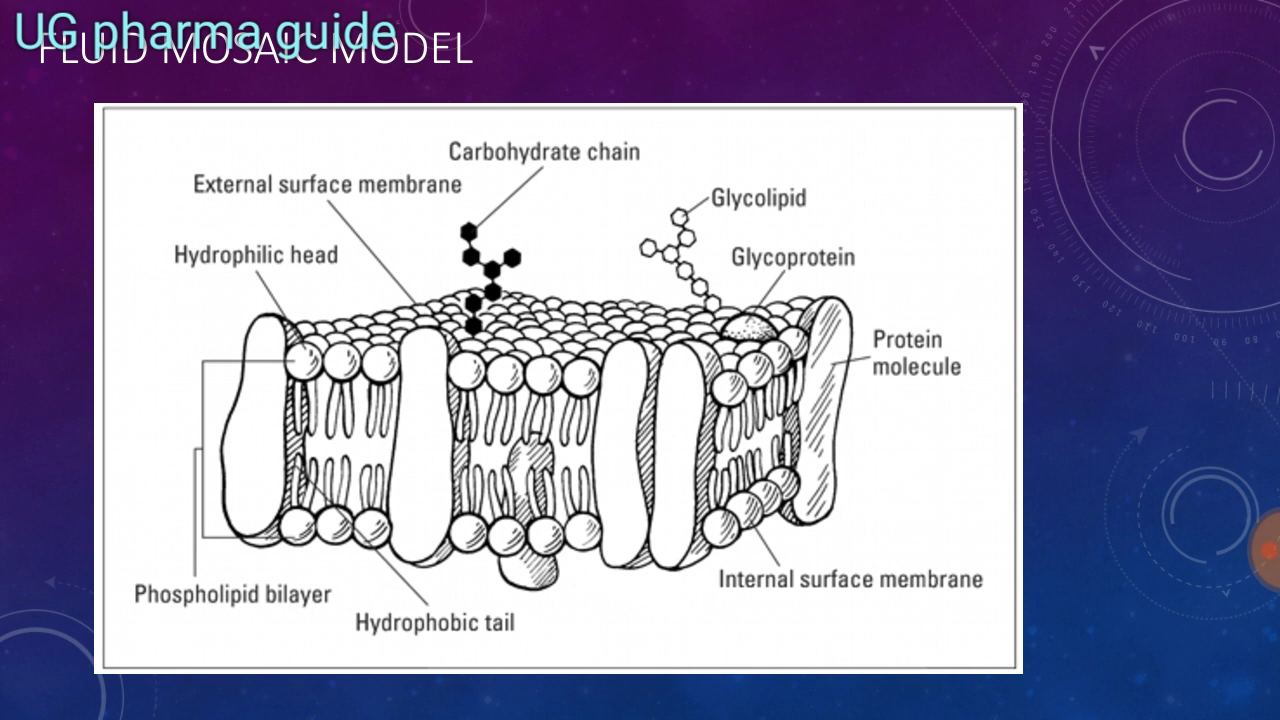 UG pharma guide
FLUID MOSAIC MODEL
Carbohydrate chain
External surface membrane
Glycolipid
Hydrophilic head
Glycoprotein
Protein
molecule
Internal surface membrane
Phospholipid bilayer
Hydrophobic tail